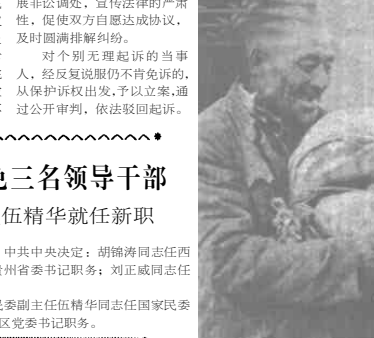 展非讼调处，宣传法律的严肃
性，促使双方自愿达成协议，
及时圆满排解纠纷。
对个别无理起诉的当事
人，经反复说服仍不肯免诉的，
从保护诉权出发，予以立案，通
过公开审判，依法驳回起诉。
三名领导干部
伍精华就任新职
中共中央决定：胡锦涛同志任西
州省委书记职务；刘正威同志任
委副主任伍精华同志任国家民委
区党委书记职务。